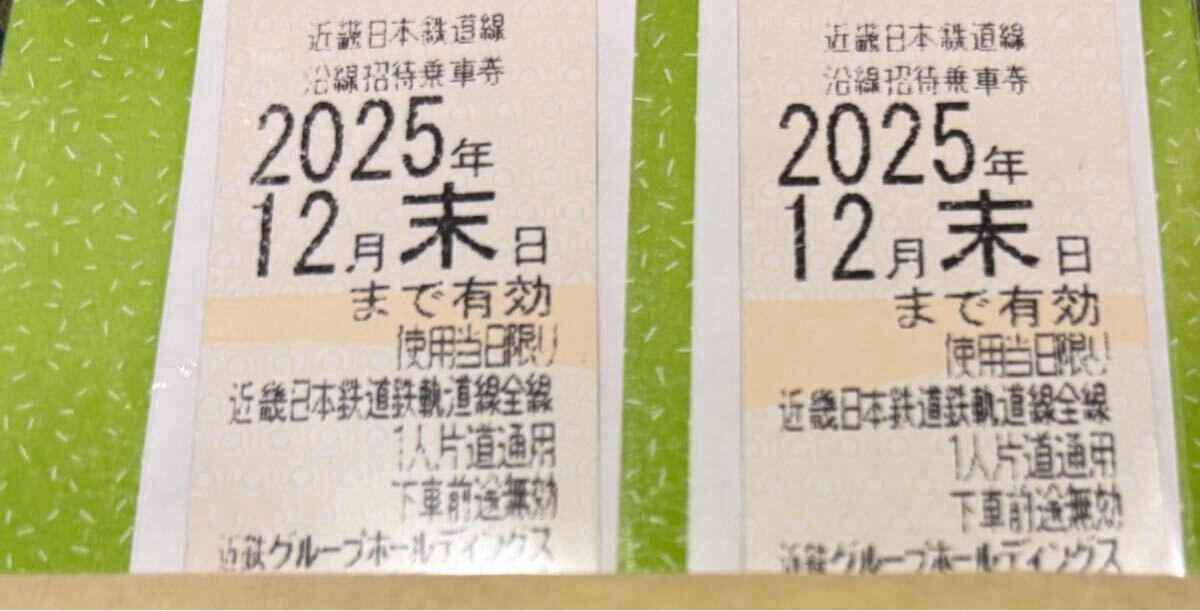 近畿日本鉄道線
沿線招待乗車券
2025年
12月末日
まで有効
使用当日限り
近畿日本鉄道鉄軌道線全線
1人片道通用
下車前途無効
近鉄グループホールディングス
近畿日本鉄道線
沿線招待乗車券
2025年
12月末日
まで有効
使用当日限り
近畿日本鉄道鉄軌道線全線
1人片道通用
下車前途無効
近鉄グループホールディングス